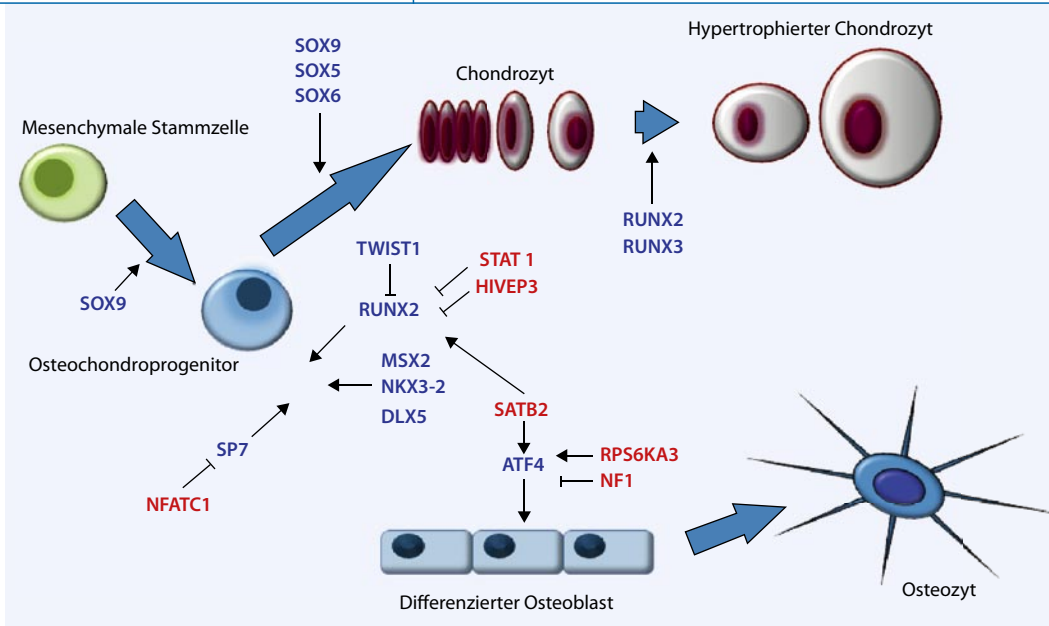 Hypertrophierter Chondrozyt
SOX9
SOX5
SOX6
Chondrozyt
Mesenchymale Stammzelle
RUNX2
RUNX3
TWIST1
STAT 1
HIVEP3
SOX9
RUNX2
Osteochondroprogenitor
MSX2
NKX3-2
DLX5
SATB2
SP7
ATF4
RPS6KA3
NF1
NFATC1
Osteozyt
Differenzierter Osteoblast